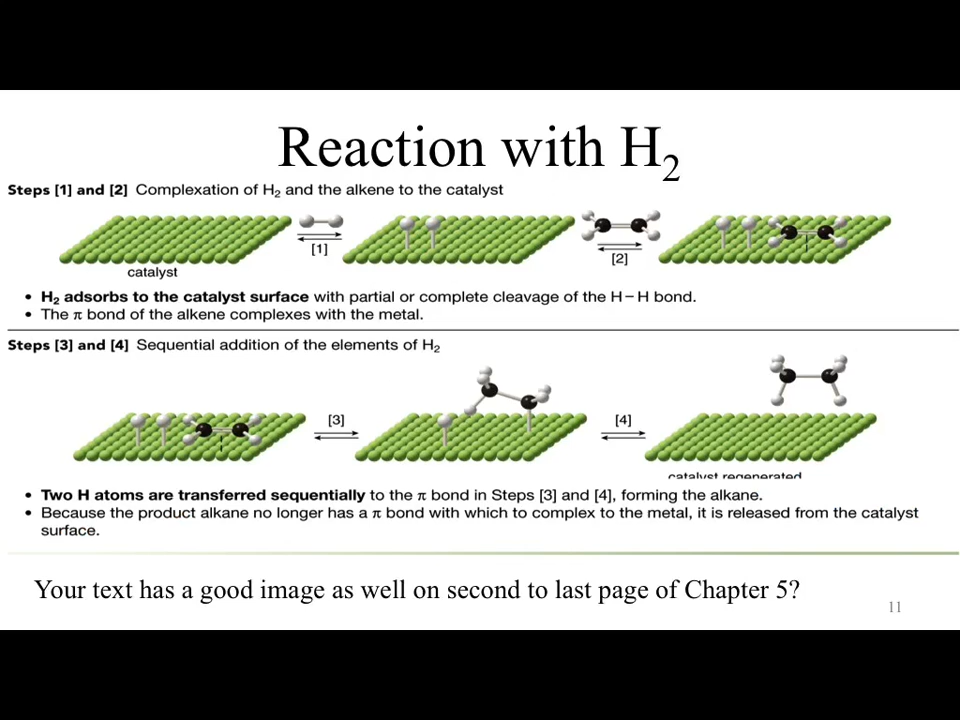 Reaction with H₂
Steps [1] and [2] Complexation of H₂ and the alkene to the catalyst
[1]
[2]
catalyst
• H₂ adsorbs to the catalyst surface with partial or complete cleavage of the H–H bond.
• The π bond of the alkene complexes with the metal.
Steps [3] and [4] Sequential addition of the elements of H₂
[3]
[4]
catalyst regenerated
• Two H atoms are transferred sequentially to the π bond in Steps [3] and [4], forming the alkane.
• Because the product alkane no longer has a π bond with which to complex to the metal, it is released from the catalyst
surface.
Your text has a good image as well on second to last page of Chapter 5?
11